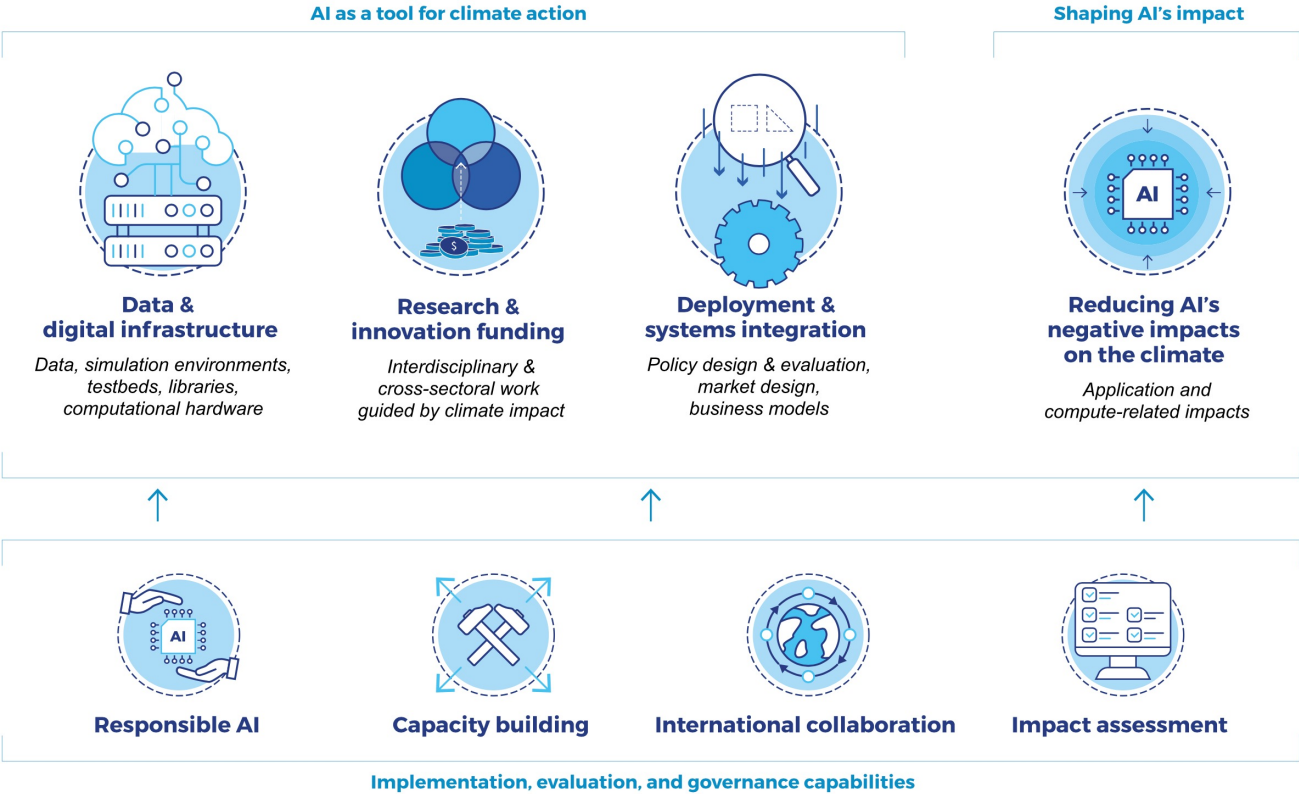 AI as a tool for climate action
Shaping AI's impact
AI
Data &
digital infrastructure
Data, simulation environments,
testbeds, libraries,
computational hardware
$
Research &
innovation funding
Interdisciplinary &
cross-sectoral work
guided by climate impact
Deployment &
systems integration
Policy design & evaluation,
market design,
business models
Reducing AI's
negative impacts
on the climate
Application and
compute-related impacts
AI
Responsible AI
Capacity building
International collaboration
Impact assessment
Implementation, evaluation, and governance capabilities